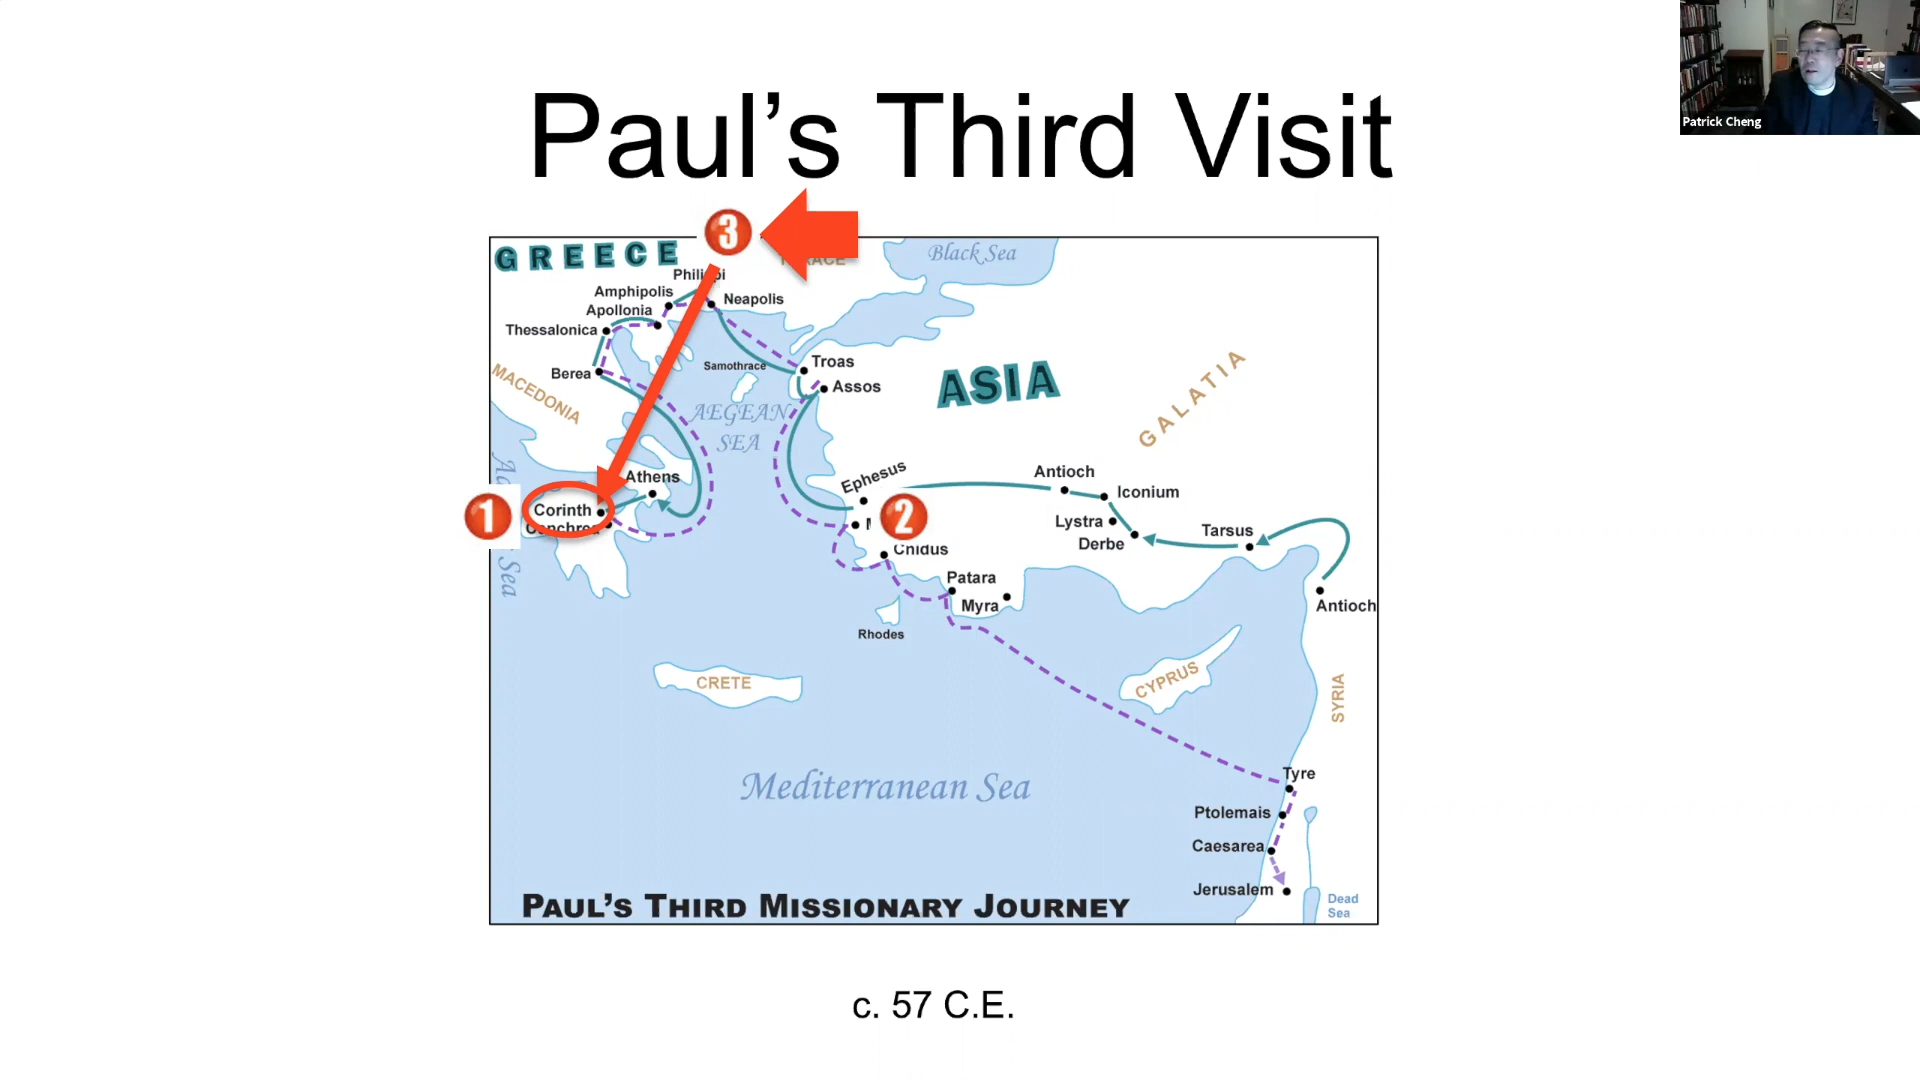 Paul's Third Visit
Patrick Cheng
3
GREECE
Black Sea
Philippi
Amphipolis
Neapolis
Apollonia
Thessalonica
Troas
Samothrace
Berea
Assos
MACEDONIA
ASIA
GALATIA
AEGEAN
SEA
Athens
Ephesus
Antioch
Iconium
1
Corinth
2
Lystra
Tarsus
Derbe
Cnidus
Sea
Patara
Myra
Antioch
Rhodes
CRETE
CYPRUS
SYRIA
Mediterranean Sea
Tyre
Ptolemais
Caesarea
Jerusalem
Dead
Sea
PAUL'S THIRD MISSIONARY JOURNEY
c. 57 C.E.